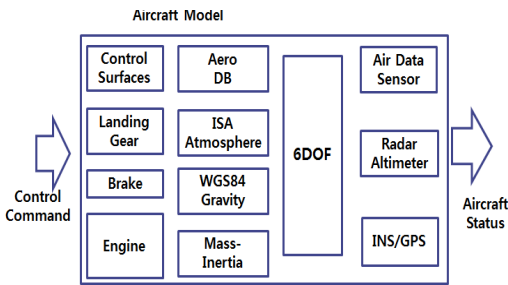 Aircraft Model
Control
Surfaces
Landing
Gear
Brake
Engine
Aero
DB
ISA
Atmosphere
WGS84
Gravity
Mass-
Inertia
6DOF
Air Data
Sensor
Radar
Altimeter
INS/GPS
Control
Command
Aircraft
Status